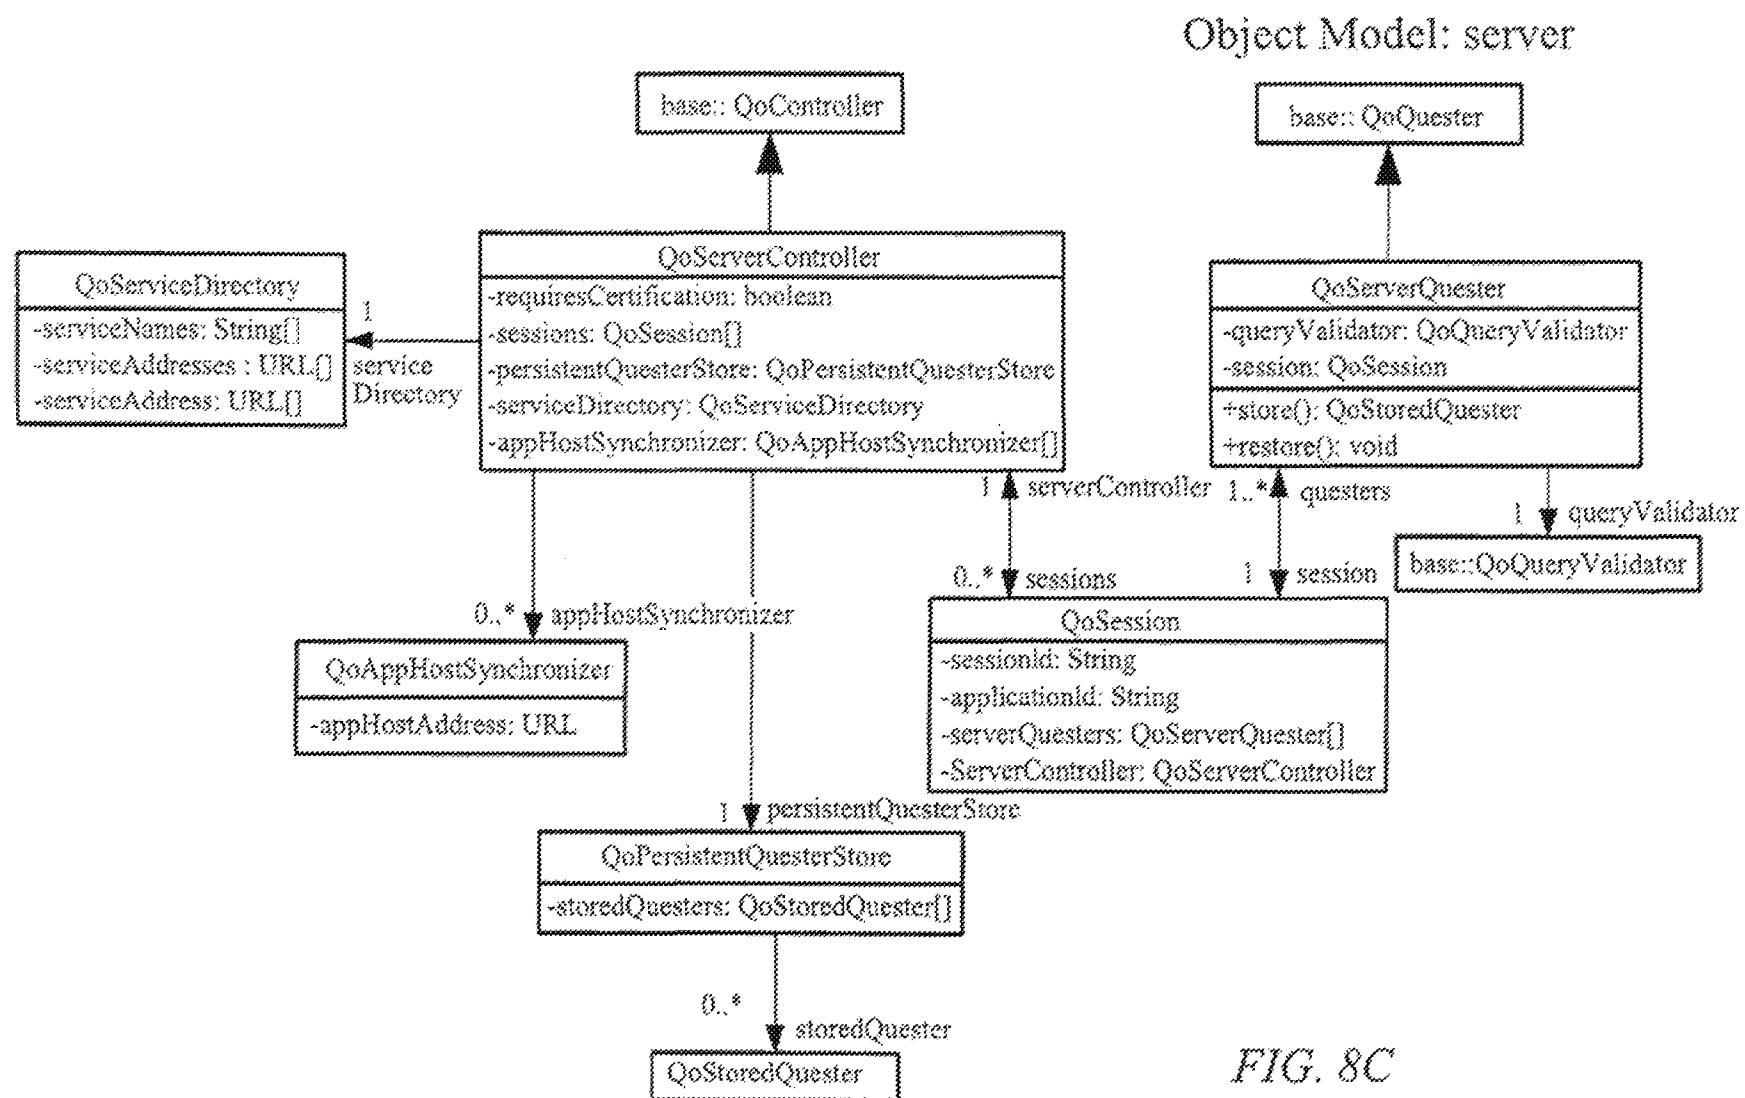 Object Model: server
base:: QoController
base:: QoQuester
QoServerController
-requiresCertification: boolean
-sessions: QoSession[]
-persistentQuesterStore: QoPersistentQuesterStore
-serviceDirectory: QoServiceDirectory
-appHostSynchronizer: QoAppHostSynchronizer[]
QoServiceDirectory
-serviceNames: String[]
-serviceAddresses : URL[]
-serviceAddress: URL[]
1
service
Directory
QoServerQuester
-queryValidator: QoQueryValidator
-session: QoSession
+store(): QoStoredQuester
+restore(): void
1 serverController
1..* questers
1 queryValidator
base::QoQueryValidator
0..* sessions
1 session
0..* appHostSynchronizer
QoAppHostSynchronizer
-appHostAddress: URL
QoSession
-sessionId: String
-applicationId: String
-serverQuesters: QoServerQuester[]
-ServerController: QoServerController
1 persistentQuesterStore
QoPersistentQuesterStore
-storedQuesters: QoStoredQuester[]
0..*
storedQuester
QoStoredQuester
FIG. 8C